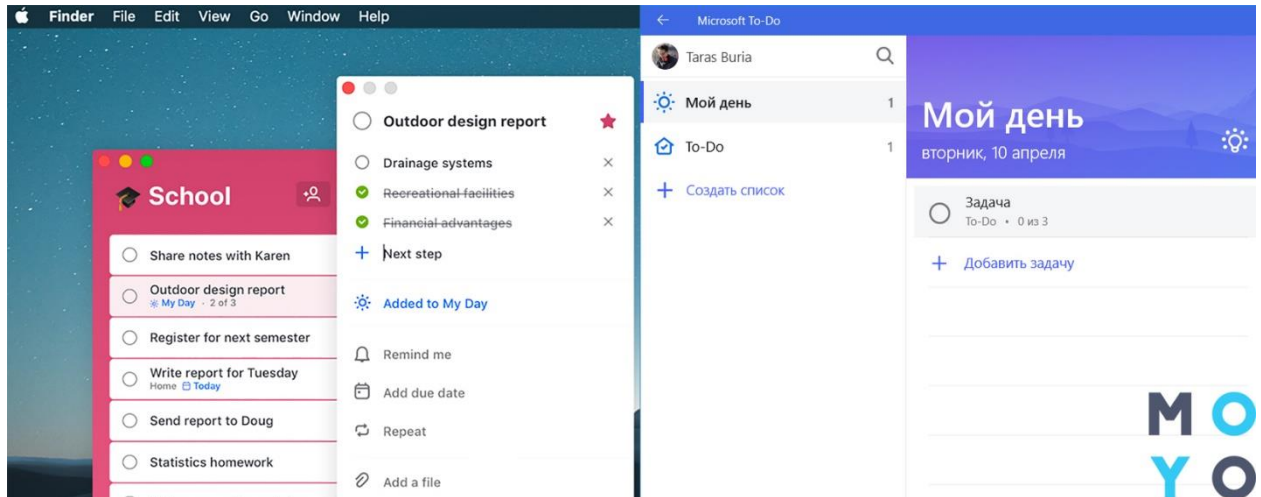 Finder File Edit View Go Window Help
School
Share notes with Karen
Outdoor design report
My Day · 2 of 3
Register for next semester
Write report for Tuesday
Home Today
Send report to Doug
Statistics homework
Outdoor design report
Drainage systems
Recreational facilities
Financial advantages
Next step
Added to My Day
Remind me
Add due date
Repeat
Add a file
Microsoft To-Do
Taras Buria
Мой день 1
To-Do 1
Создать список
Мой день
вторник, 10 апреля
Задача
To-Do • 0 из 3
Добавить задачу
MO
YO